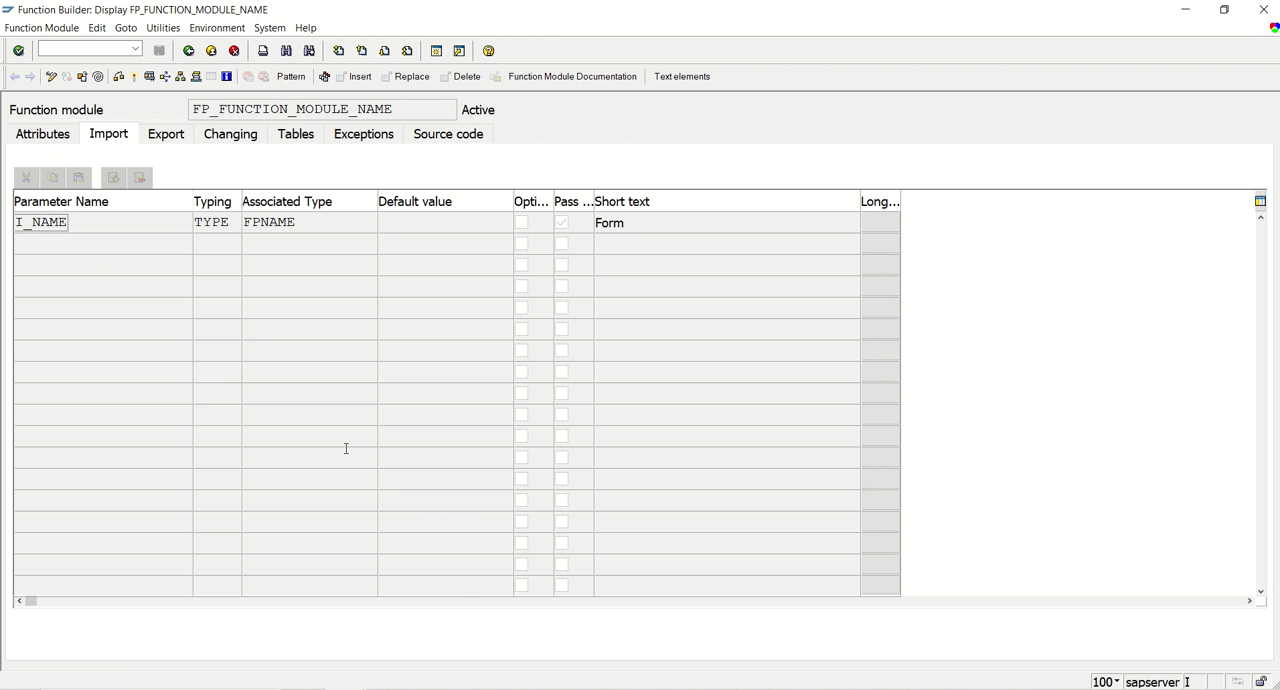 Function Builder: Display FP_FUNCTION_MODULE_NAME
Function Module Edit Goto Utilities Environment System Help
Pattern Insert Replace Delete Function Module Documentation Text elements
Function module FP_FUNCTION_MODULE_NAME Active
Attributes Import Export Changing Tables Exceptions Source code
Parameter Name Typing Associated Type Default value Opti... Pass ... Short text Long...
I_NAME TYPE FPNAME Form
100 sapserver